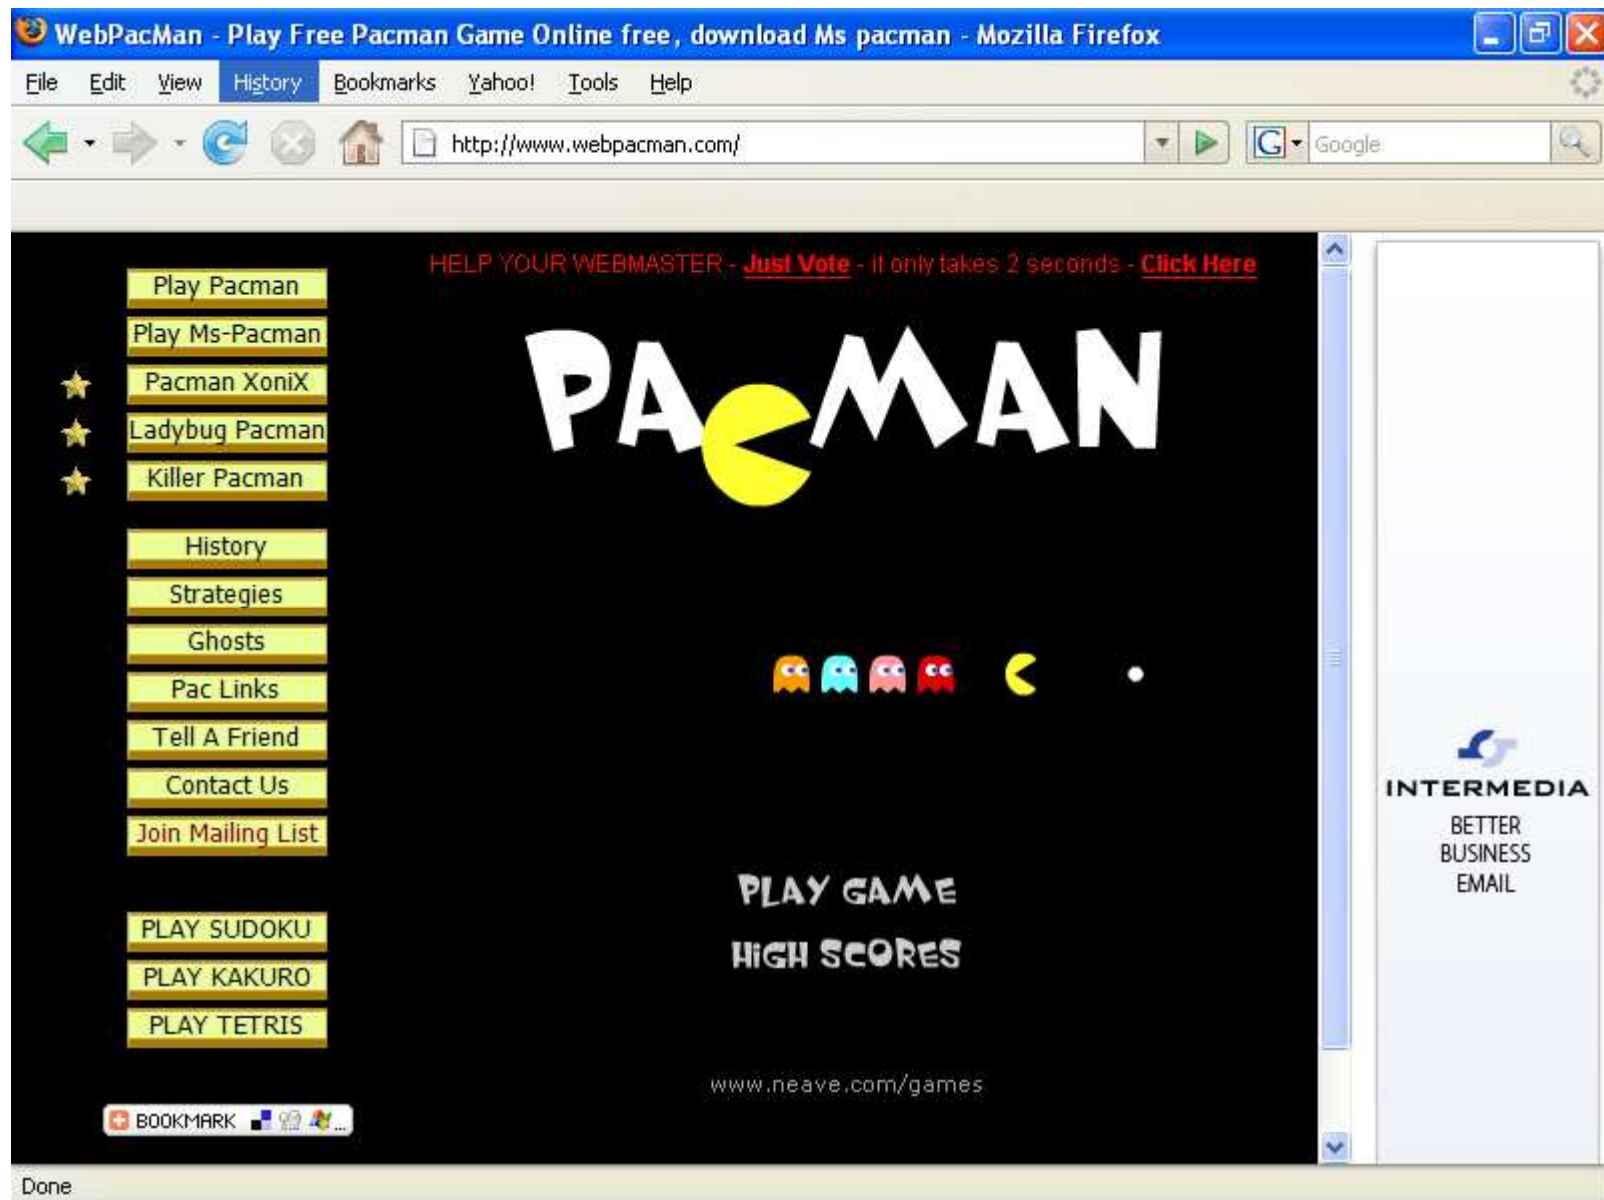 WebPacMan - Play Free Pacman Game Online free, download Ms pacman - Mozilla Firefox
File Edit View History Bookmarks Yahoo! Tools Help
http://www.webpacman.com/ G Google
HELP YOUR WEBMASTER - Just Vote - it only takes 2 seconds - Click Here
Play Pacman
Play Ms-Pacman
Pacman XoniX
Ladybug Pacman
Killer Pacman
History
Strategies
Ghosts
Pac Links
Tell A Friend
Contact Us
Join Mailing List
PLAY SUDOKU
PLAY KAKURO
PLAY TETRIS
BOOKMARK ...
PACMAN
PLAY GAME
HiGH SCORES
www.neave.com/games
INTERMEDIA
BETTER
BUSINESS
EMAIL
Done